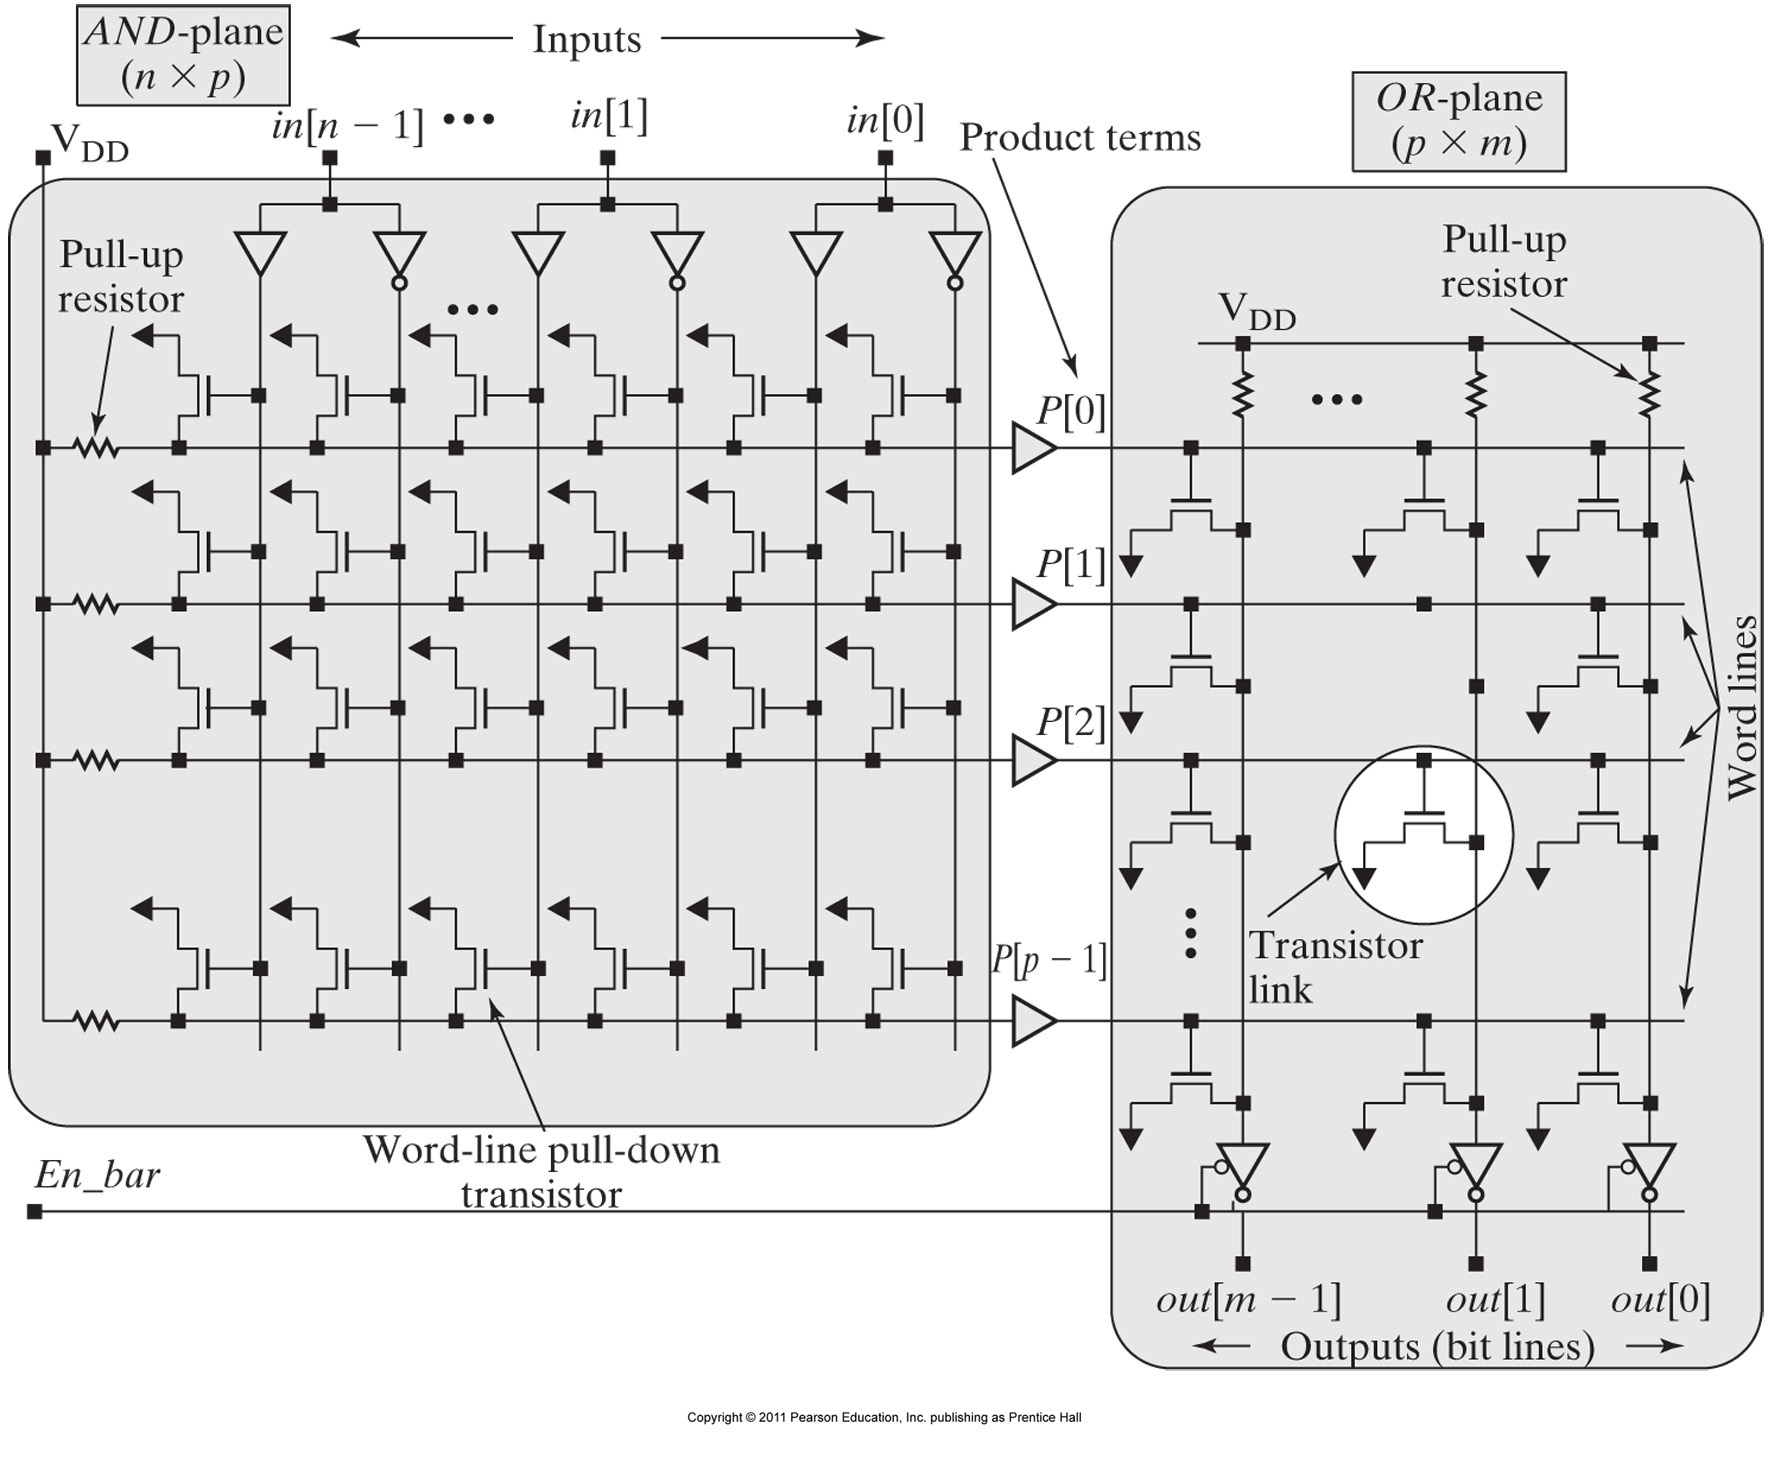 AND-plane
(n × p)
Inputs
OR-plane
(p × m)
in[n − 1]
•••
in[1]
in[0]
Product terms
V_DD
Pull-up
resistor
•••
Pull-up
resistor
V_DD
•••
P[0]
P[1]
P[2]
P[p − 1]
Word lines
Transistor
link
Word-line pull-down
transistor
En_bar
out[m − 1]
out[1]
out[0]
Outputs (bit lines)
Copyright © 2011 Pearson Education, Inc. publishing as Prentice Hall